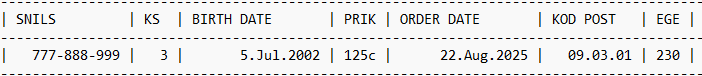 | SNILS | KS | BIRTH DATE | PRIK | ORDER DATE | KOD POST | EGE |
| 777-888-999 | 3 | 5.Jul.2002 | 125c | 22.Aug.2025 | 09.03.01 | 230 |